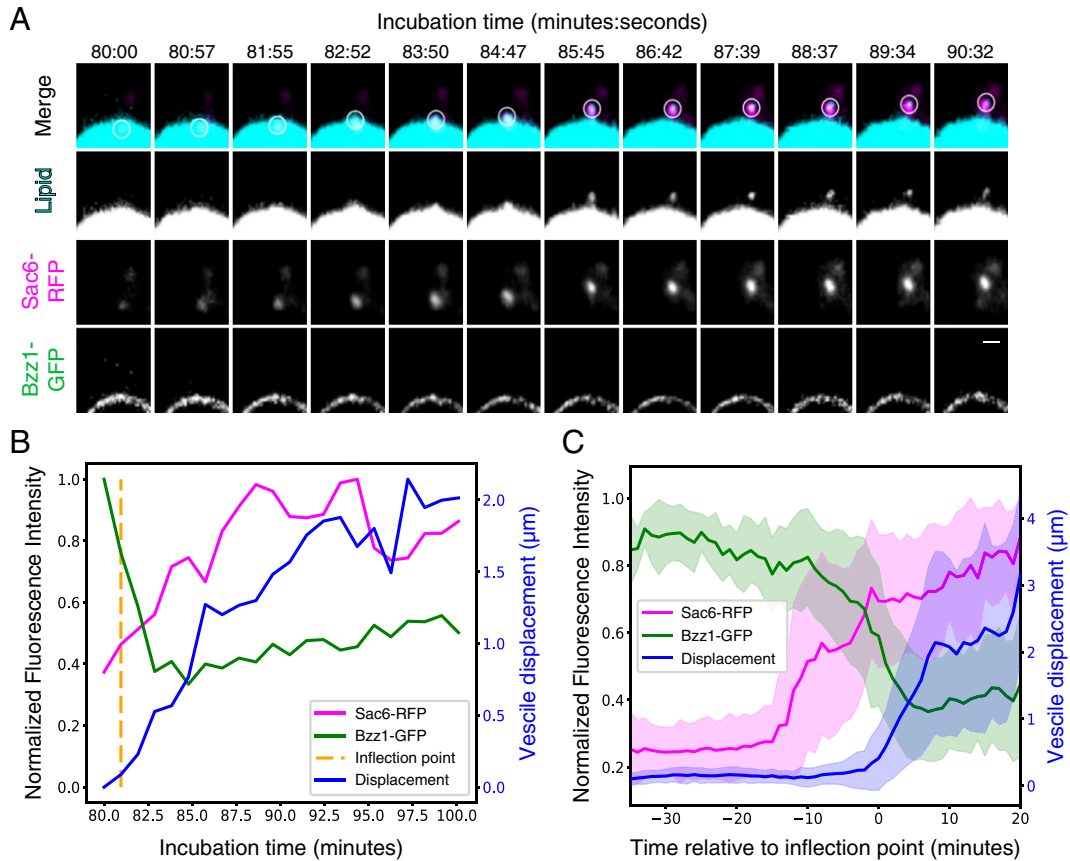 A
Incubation time (minutes:seconds)
80:00 80:57 81:55 82:52 83:50 84:47 85:45 86:42 87:39 88:37 89:34 90:32
Merge
Lipid
Sac6-
RFP
Bzz1-
GFP
B
Normalized Fluorescence Intensity
1.0
0.8
0.6
0.4
0.2
0.0
Sac6-RFP
Bzz1-GFP
Inflection point
Displacement
2.0
1.5
1.0
0.5
0.0
Vescile displacement (μm)
80.0 82.5 85.0 87.5 90.0 92.5 95.0 97.5 100.0
Incubation time (minutes)
C
Normalized Fluorescence Intensity
1.0
0.8
0.6
0.4
0.2
Sac6-RFP
Bzz1-GFP
Displacement
4
3
2
1
0
Vescile displacement (μm)
−30 −20 −10 0 10 20
Time relative to inflection point (minutes)